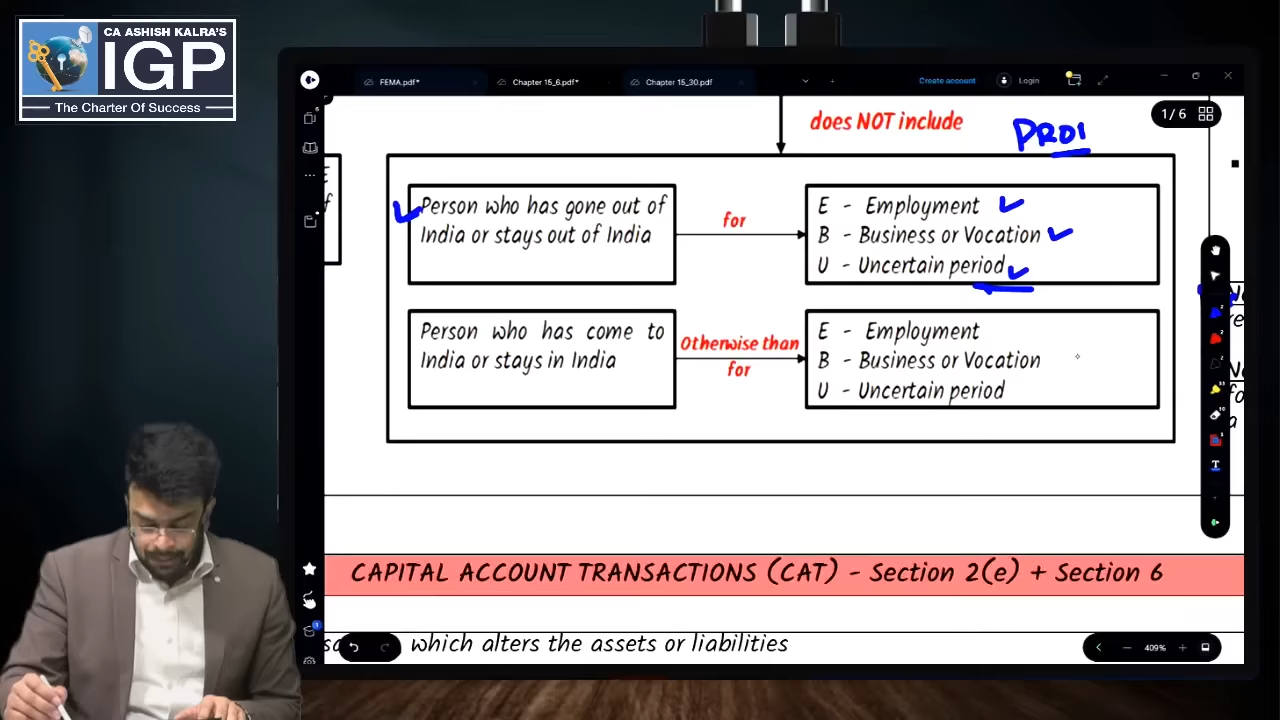 CA ASHISH KALRA'S
IGP
The Charter Of Success
FEMA.pdf*
Chapter 15_6.pdf*
Chapter 15_30.pdf
Create account
Login
1/6
does NOT include
PROI
Person who has gone out of
India or stays out of India
for
E - Employment
B - Business or Vocation
U - Uncertain period
Person who has come to
India or stays in India
Otherwise than
for
E - Employment
B - Business or Vocation
U - Uncertain period
CAPITAL ACCOUNT TRANSACTIONS (CAT) - Section 2(e) + Section 6
which alters the assets or liabilities
409%